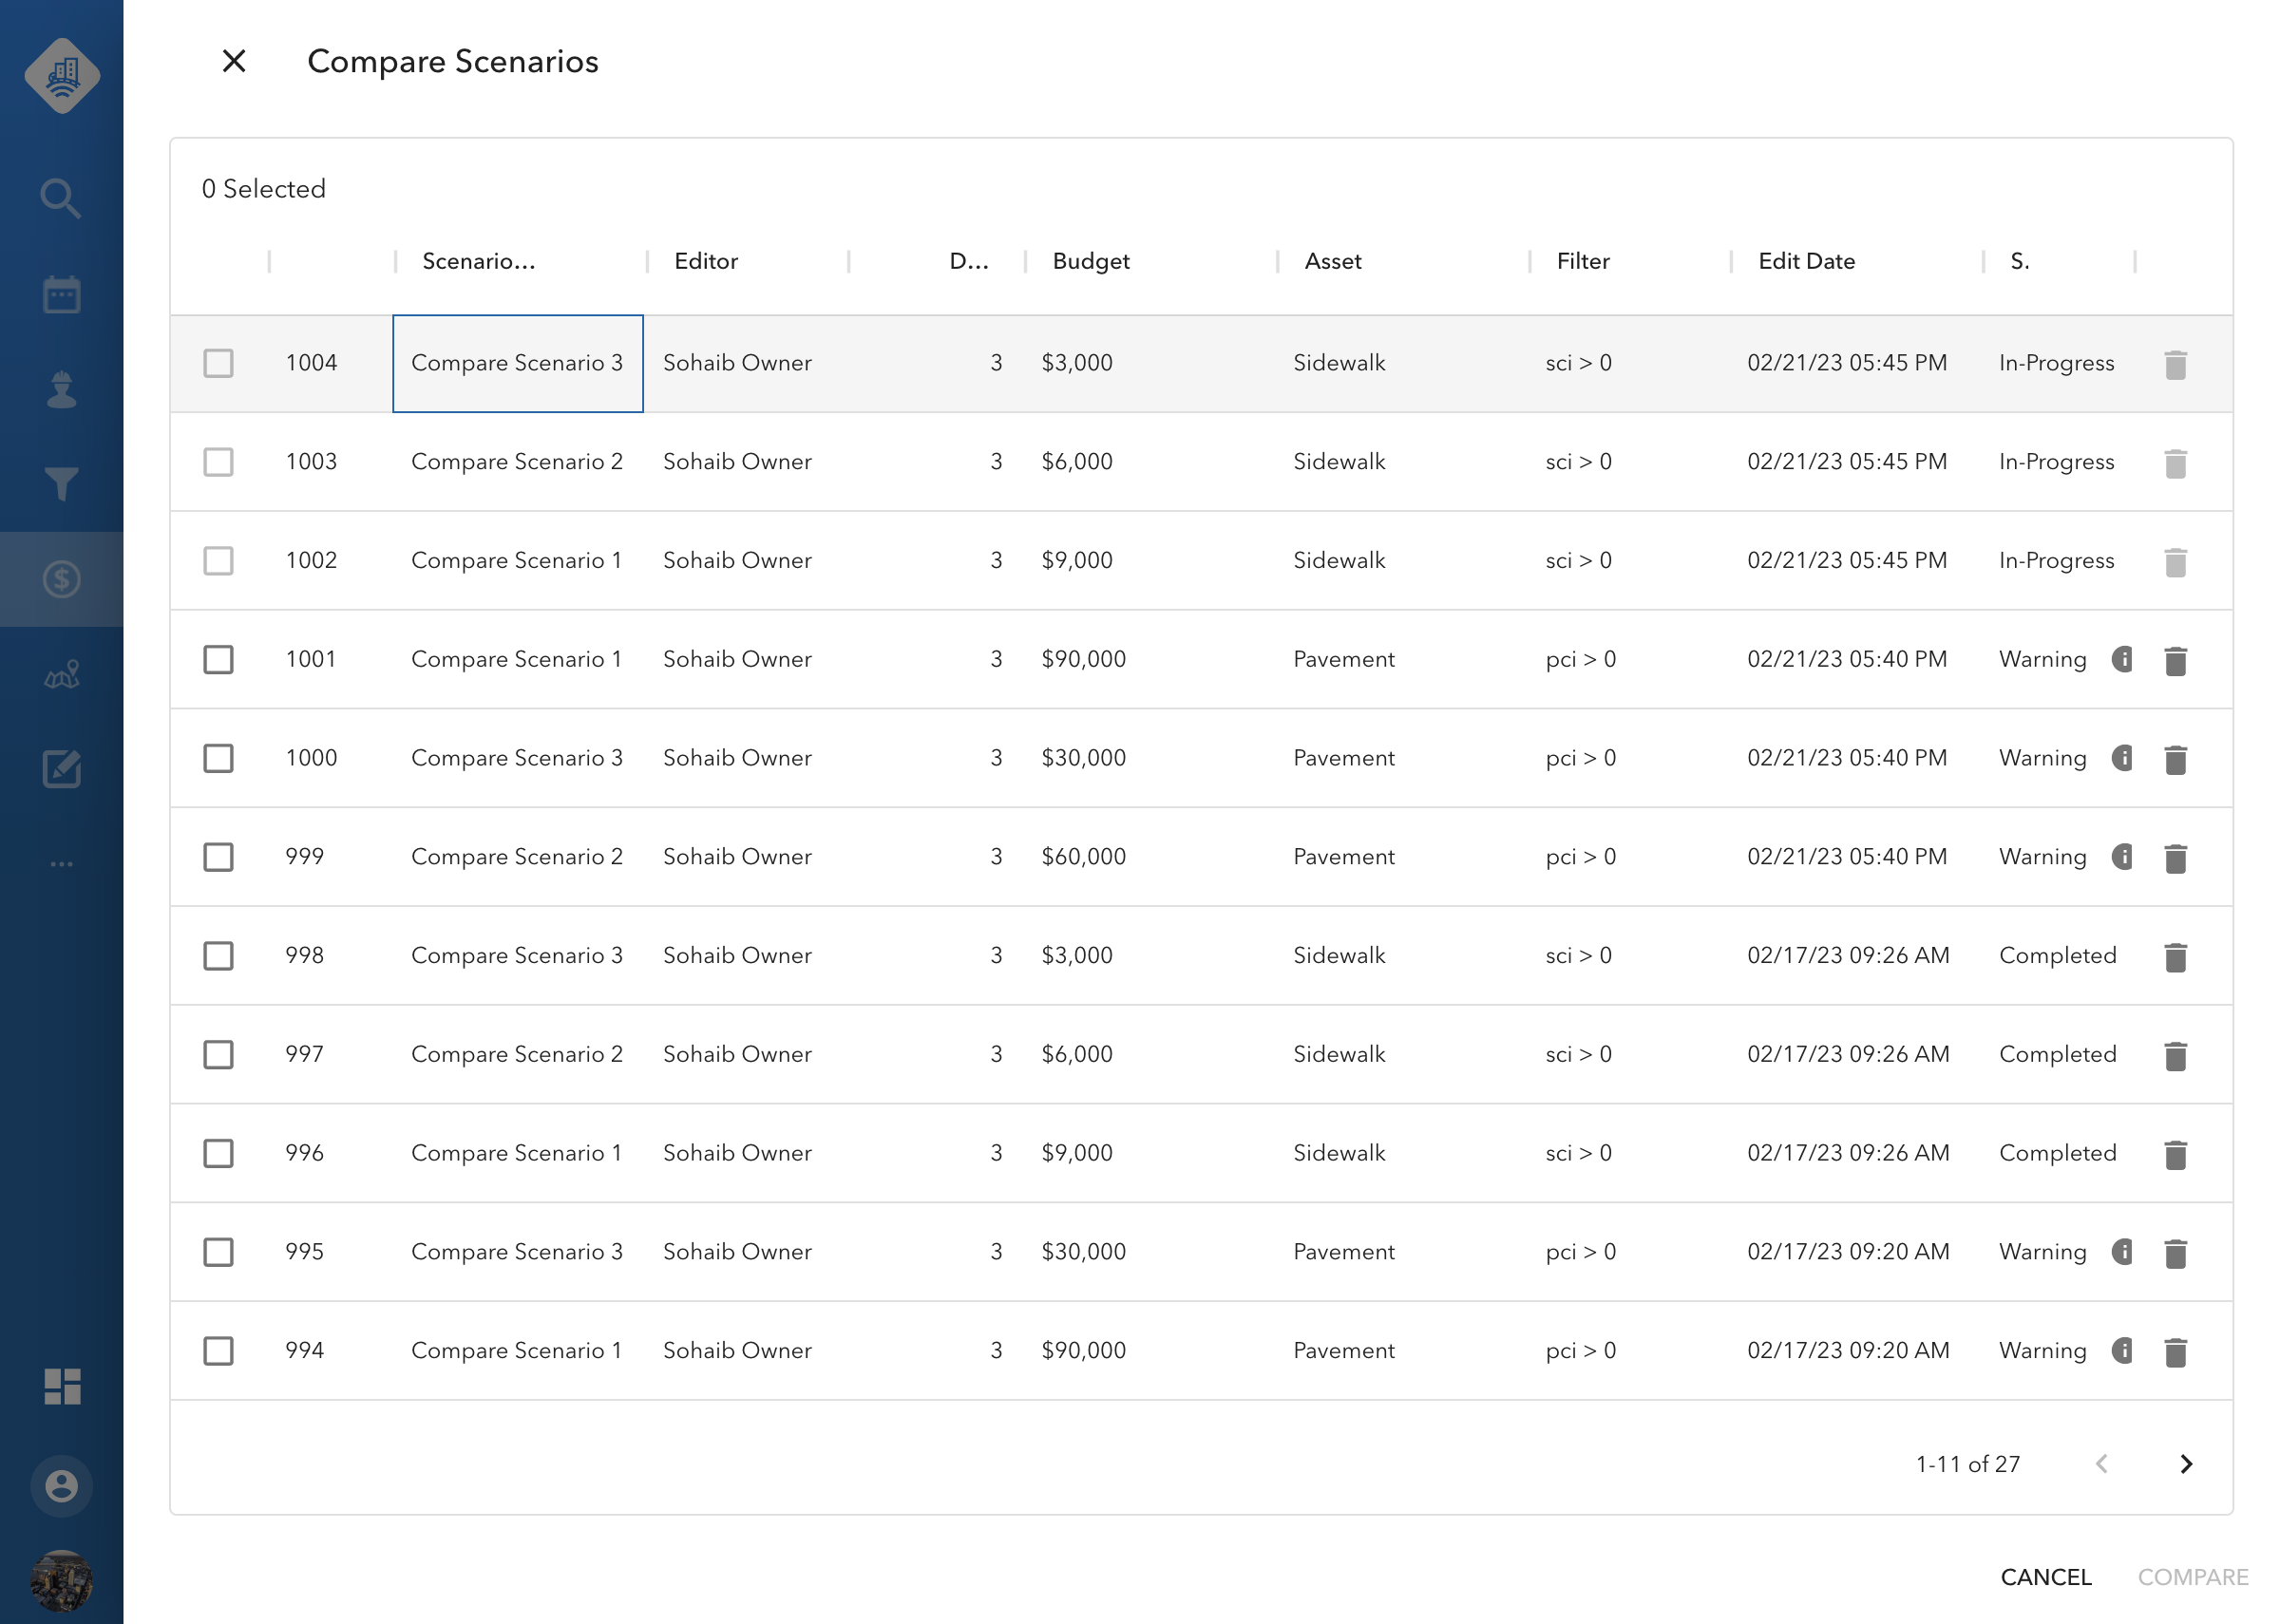 Compare Scenarios
0 Selected
Scenario... Editor D... Budget Asset Filter Edit Date S.
1004 Compare Scenario 3 Sohaib Owner 3 $3,000 Sidewalk sci > 0 02/21/23 05:45 PM In-Progress
1003 Compare Scenario 2 Sohaib Owner 3 $6,000 Sidewalk sci > 0 02/21/23 05:45 PM In-Progress
1002 Compare Scenario 1 Sohaib Owner 3 $9,000 Sidewalk sci > 0 02/21/23 05:45 PM In-Progress
1001 Compare Scenario 1 Sohaib Owner 3 $90,000 Pavement pci > 0 02/21/23 05:40 PM Warning
1000 Compare Scenario 3 Sohaib Owner 3 $30,000 Pavement pci > 0 02/21/23 05:40 PM Warning
999 Compare Scenario 2 Sohaib Owner 3 $60,000 Pavement pci > 0 02/21/23 05:40 PM Warning
998 Compare Scenario 3 Sohaib Owner 3 $3,000 Sidewalk sci > 0 02/17/23 09:26 AM Completed
997 Compare Scenario 2 Sohaib Owner 3 $6,000 Sidewalk sci > 0 02/17/23 09:26 AM Completed
996 Compare Scenario 1 Sohaib Owner 3 $9,000 Sidewalk sci > 0 02/17/23 09:26 AM Completed
995 Compare Scenario 3 Sohaib Owner 3 $30,000 Pavement pci > 0 02/17/23 09:20 AM Warning
994 Compare Scenario 1 Sohaib Owner 3 $90,000 Pavement pci > 0 02/17/23 09:20 AM Warning
1-11 of 27
CANCEL COMPARE